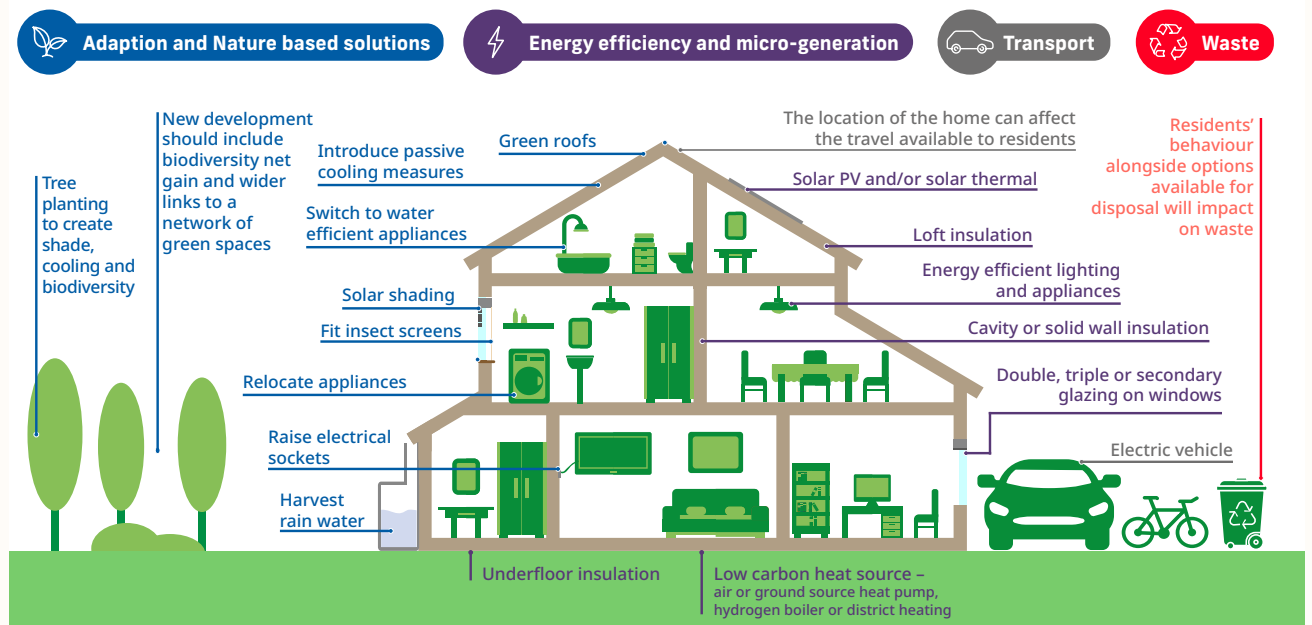 Adaption and Nature based solutions
Energy efficiency and micro-generation
Transport
Waste
Tree
planting
to create
shade,
cooling and
biodiversity
New development
should include
biodiversity net
gain and wider
links to a
network of
green spaces
Introduce passive
cooling measures
Green roofs
Switch to water
efficient appliances
Solar shading
Fit insect screens
Relocate appliances
Raise electrical
sockets
Harvest
rain water
The location of the home can affect
the travel available to residents
Solar PV and/or solar thermal
Loft insulation
Energy efficient lighting
and appliances
Cavity or solid wall insulation
Double, triple or secondary
glazing on windows
Electric vehicle
Residents’
behaviour
alongside options
available for
disposal will impact
on waste
Underfloor insulation
Low carbon heat source –
air or ground source heat pump,
hydrogen boiler or district heating